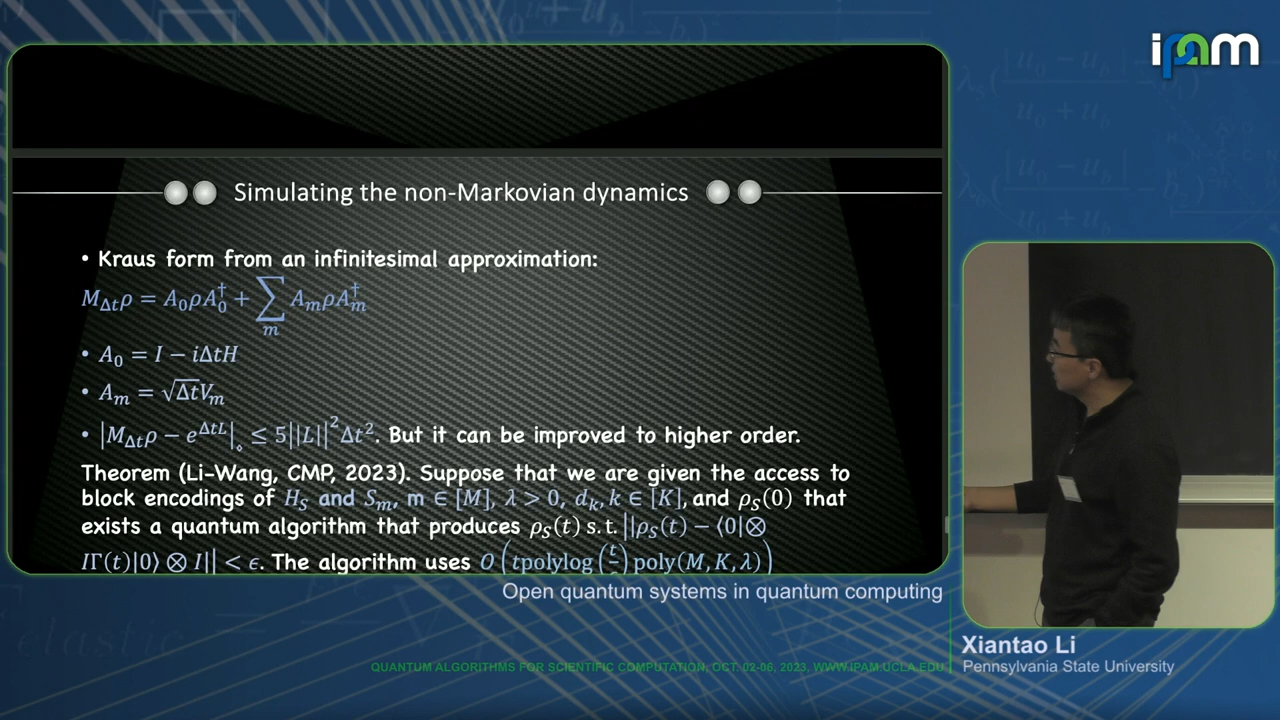 ipam
Simulating the non-Markovian dynamics
• Kraus form from an infinitesimal approximation:
M_{Δt}ρ = A_0ρA_0^† + ∑_m A_mρA_m^†
• A_0 = I − iΔtH
• A_m = √Δt V_m
• |M_{Δt}ρ − e^{ΔtL}|_⋄ ≤ 5||L||^2Δt^2. But it can be improved to higher order.
Theorem (Li-Wang, CMP, 2023). Suppose that we are given the access to
block encodings of H_S and S_m, m ∈ [M], λ > 0, d_k, k ∈ [K], and ρ_S(0) that
exists a quantum algorithm that produces ρ_S(t) s.t. ||ρ_S(t) − ⟨0|⊗
IΓ(t)|0⟩ ⊗ I|| < ϵ. The algorithm uses O(tpolylog(t/)poly(M, K, λ))
Open quantum systems in quantum computing
Xiantao Li
Pennsylvania State University
QUANTUM ALGORITHMS FOR SCIENTIFIC COMPUTATION, OCT. 02-06, 2023, WWW.IPAM.UCLA.EDU